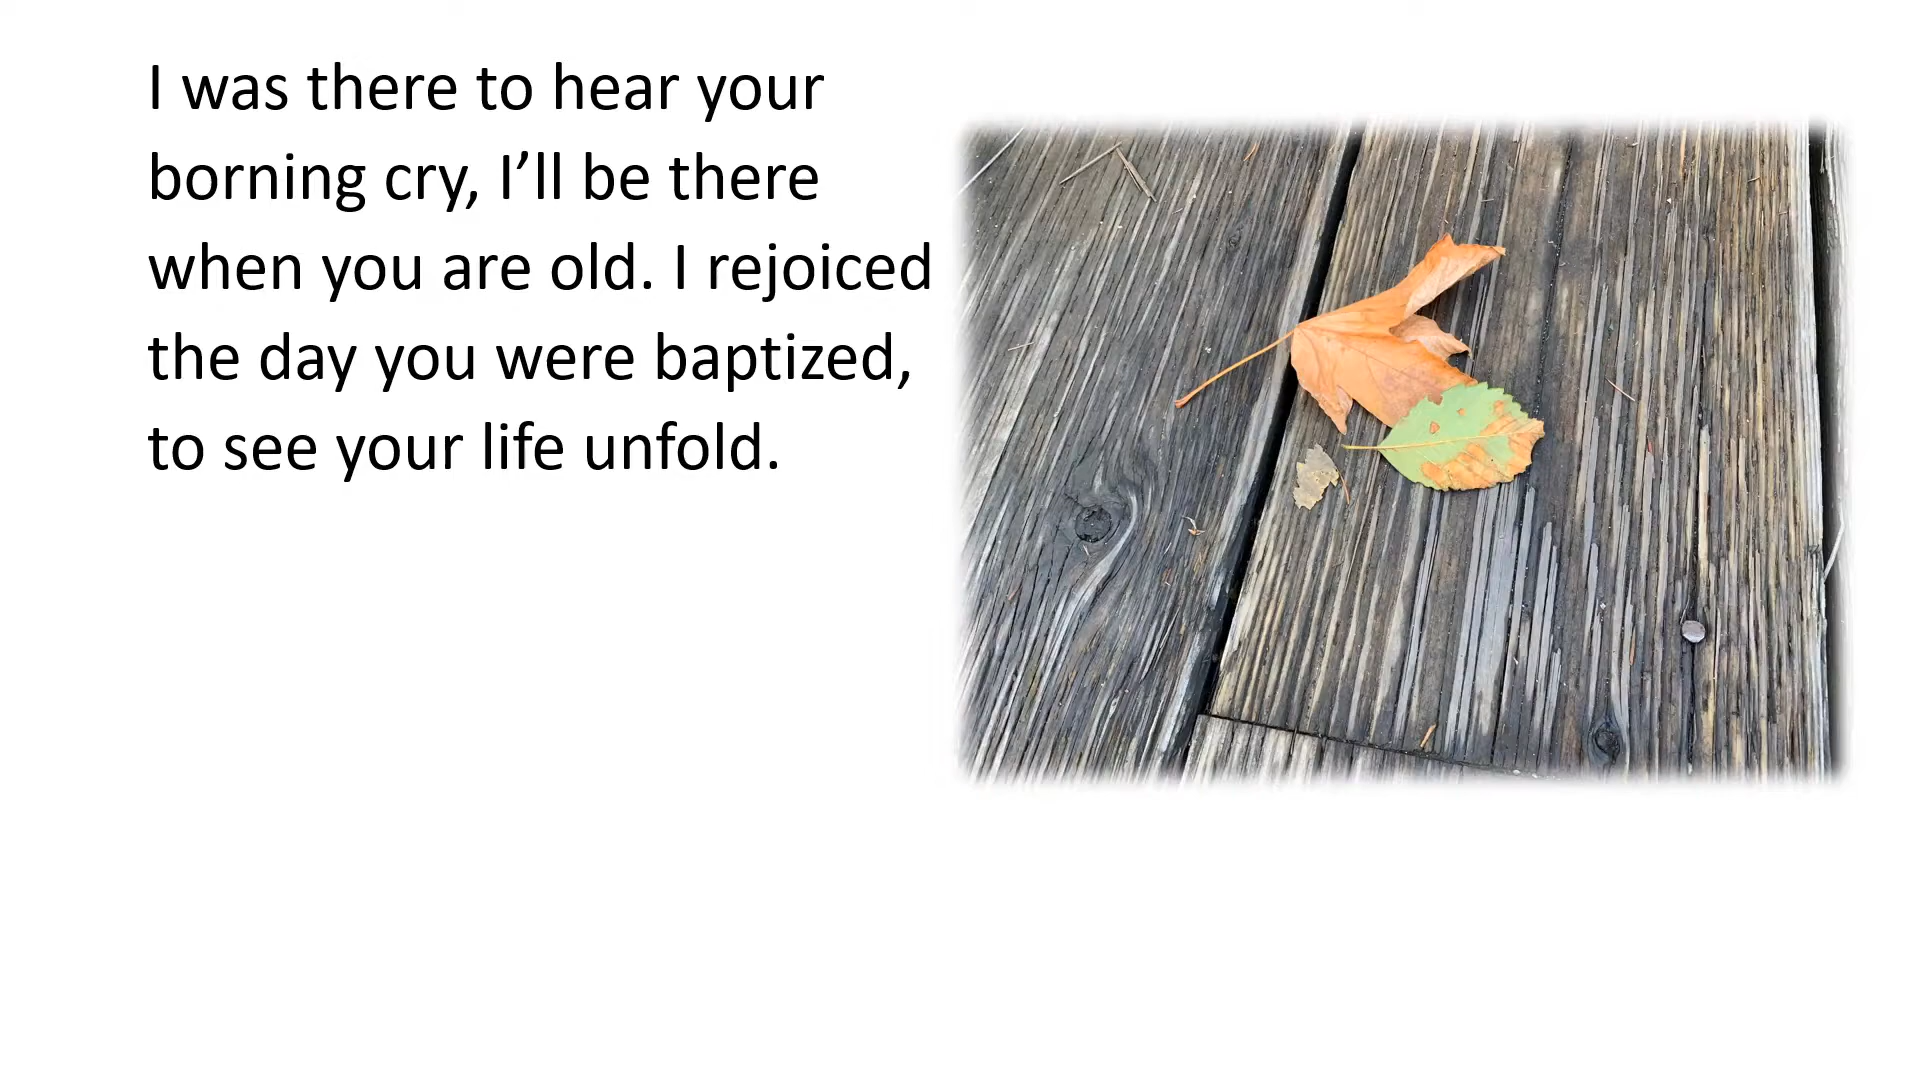 I was there to hear your
borning cry, I’ll be there
when you are old. I rejoiced
the day you were baptized,
to see your life unfold.